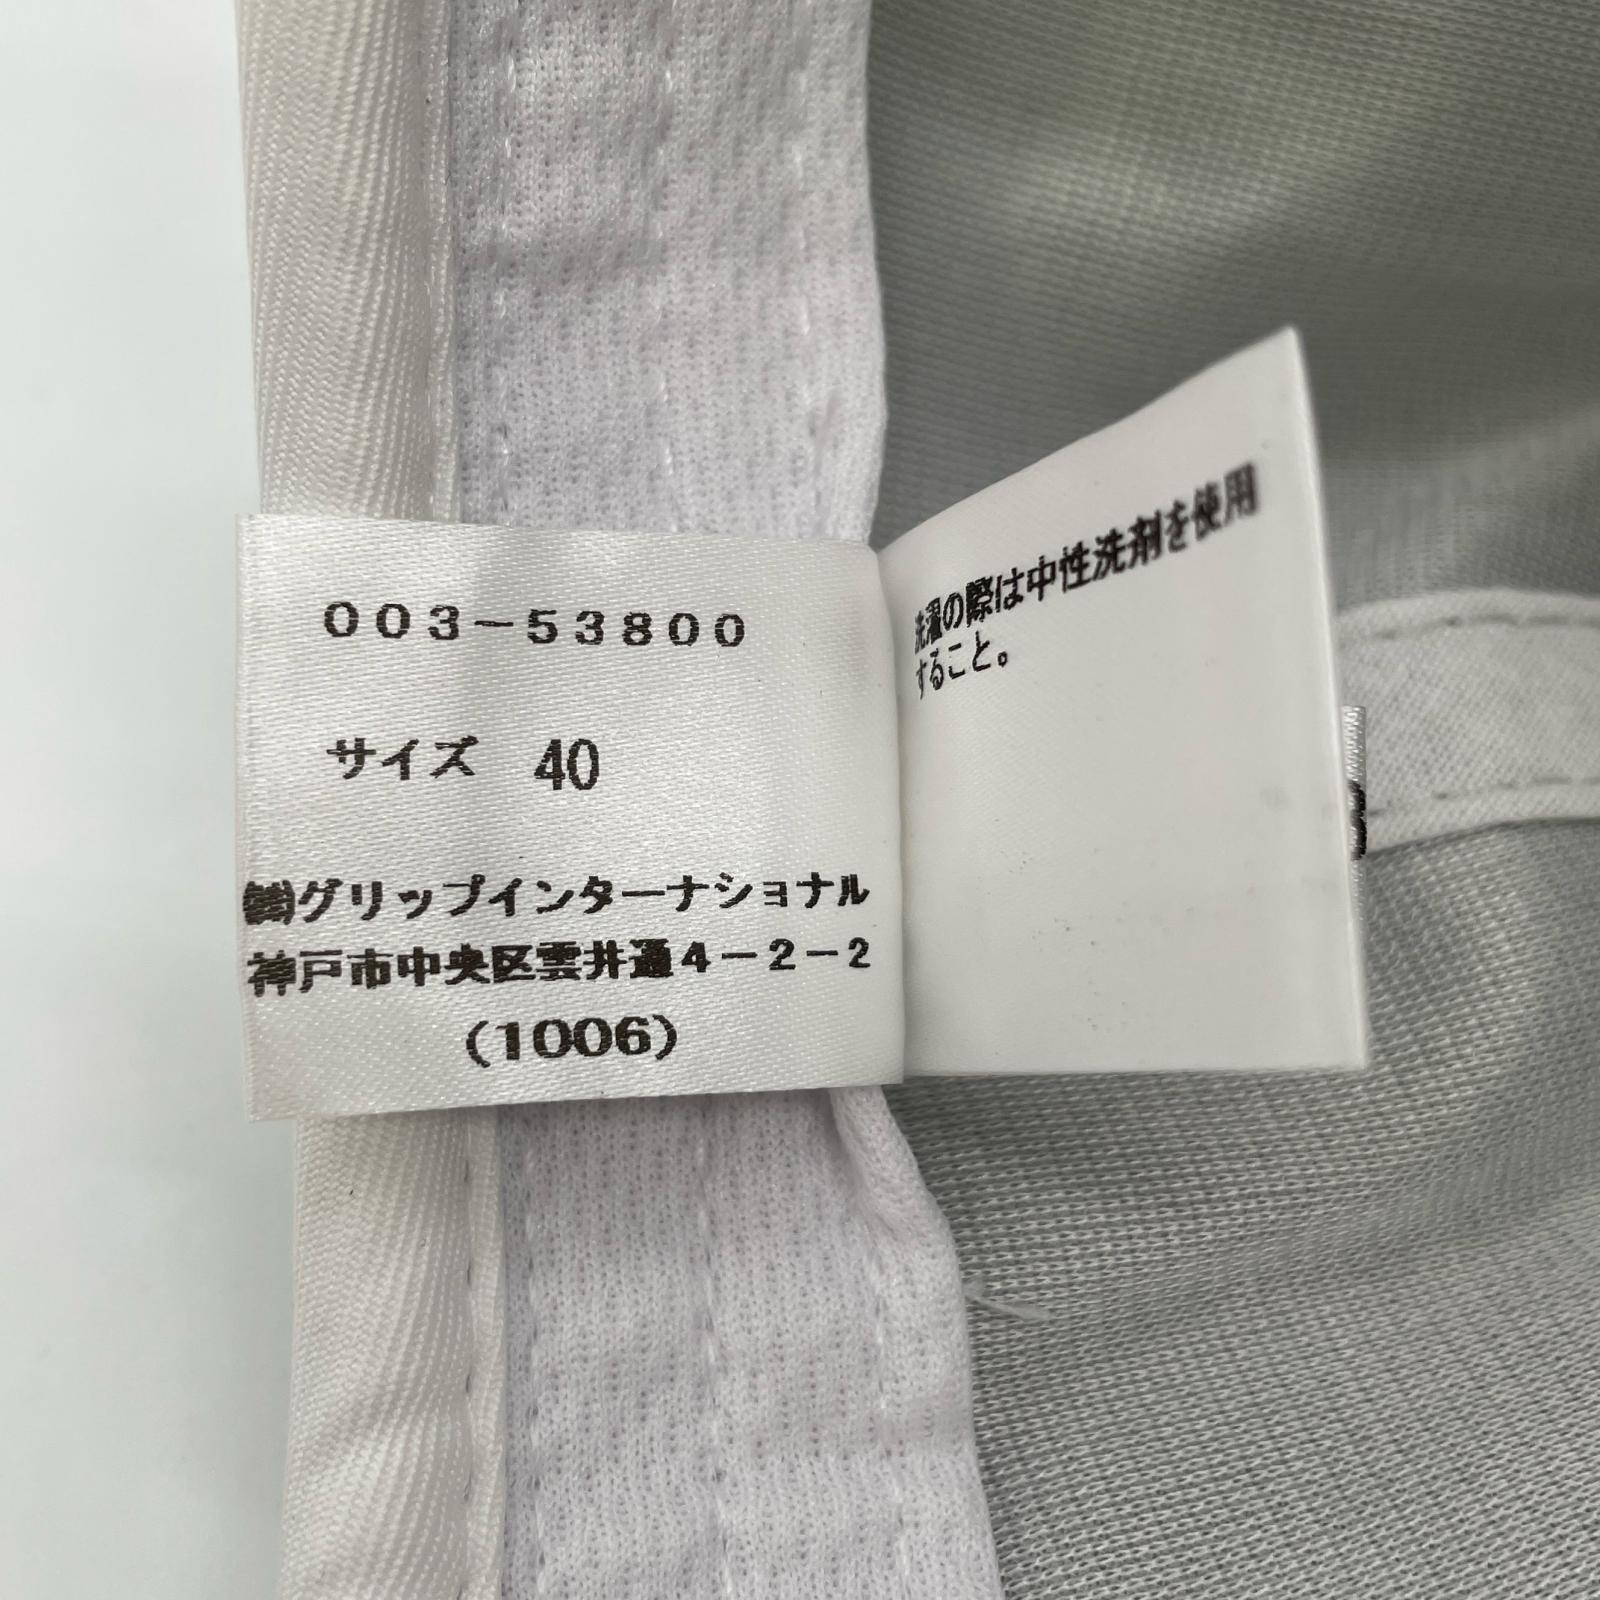 003-53800
サイズ 40
㈱グリップインターナショナル
神戸市中央区雲井通4-2-2
(1006)
洗濯の際は中性洗剤を使用
すること。